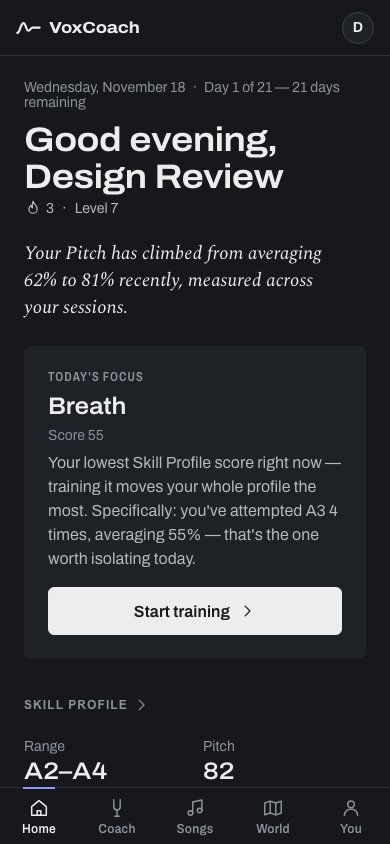 VoxCoach
D
Wednesday, November 18 · Day 1 of 21 — 21 days
remaining
Good evening,
Design Review
3 · Level 7
Your Pitch has climbed from averaging
62% to 81% recently, measured across
your sessions.
TODAY'S FOCUS
Breath
Score 55
Your lowest Skill Profile score right now —
training it moves your whole profile the
most. Specifically: you've attempted A3 4
times, averaging 55% — that's the one
worth isolating today.
Start training
SKILL PROFILE
Range Pitch
A2–A4 82
Home Coach Songs World You